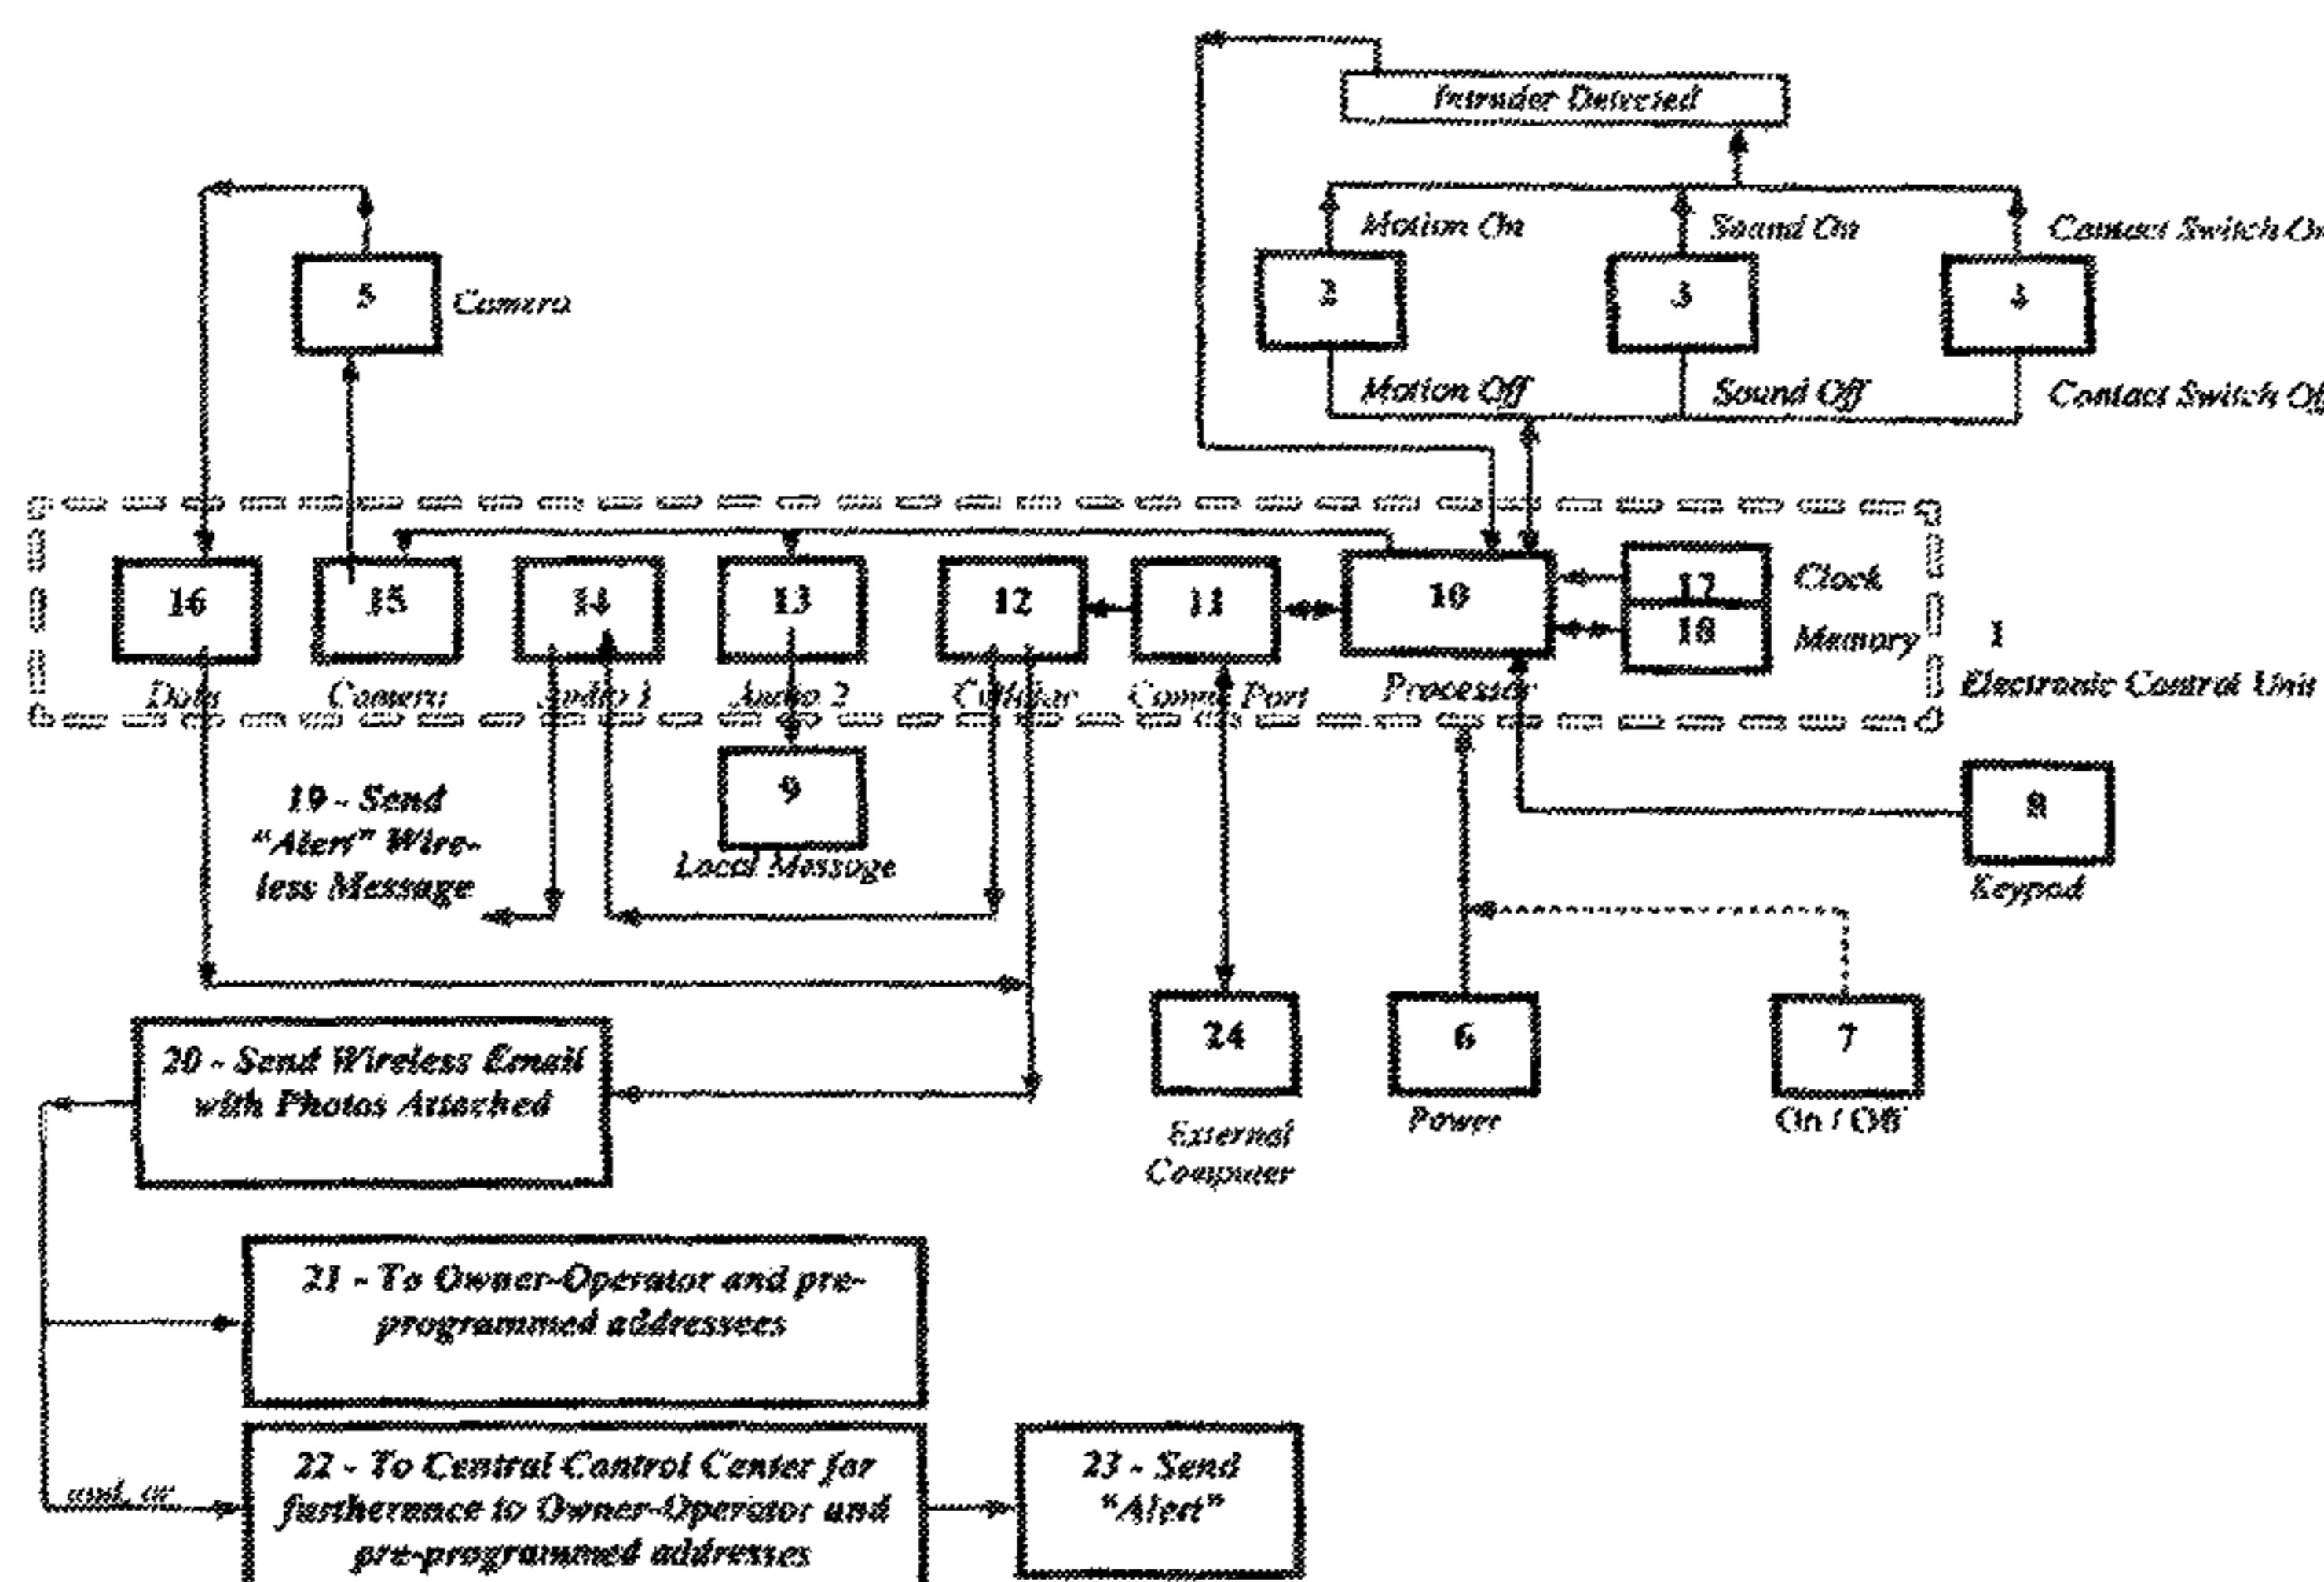 Intruder Detected
Motion On
Sound On
Contact Switch On
5
Camera
2
3
4
Motion Off
Sound Off
Contact Switch Off
16
15
14
13
12
11
10
17
Clock
18
Memory
1
Data
Camera
Audio 1
Audio 2
Cellular
Comm Port
Processor
Electronic Control Unit
19 - Send
"Alert" Wire-
less Message
9
Local Message
8
Keypad
20 - Send Wireless Email
with Photos Attached
24
6
7
External
Computer
Power
On / Off
21 - To Owner-Operator and pre-
programmed addressees
and, or
22 - To Central Control Center for
furtherance to Owner-Operator and
pre-programmed addresses
23 - Send
"Alert"